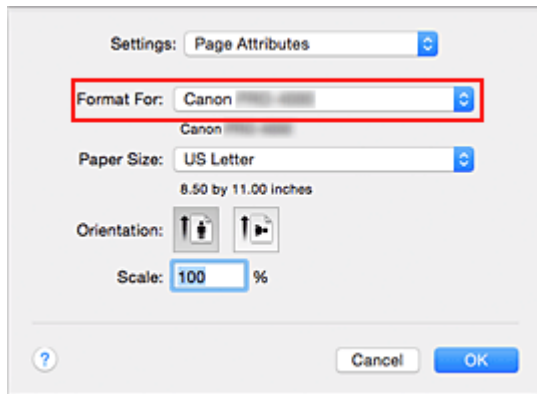 Settings: Page Attributes
Format For: Canon
Canon
Paper Size: US Letter
8.50 by 11.00 inches
Orientation:
Scale: 100 %
? Cancel OK